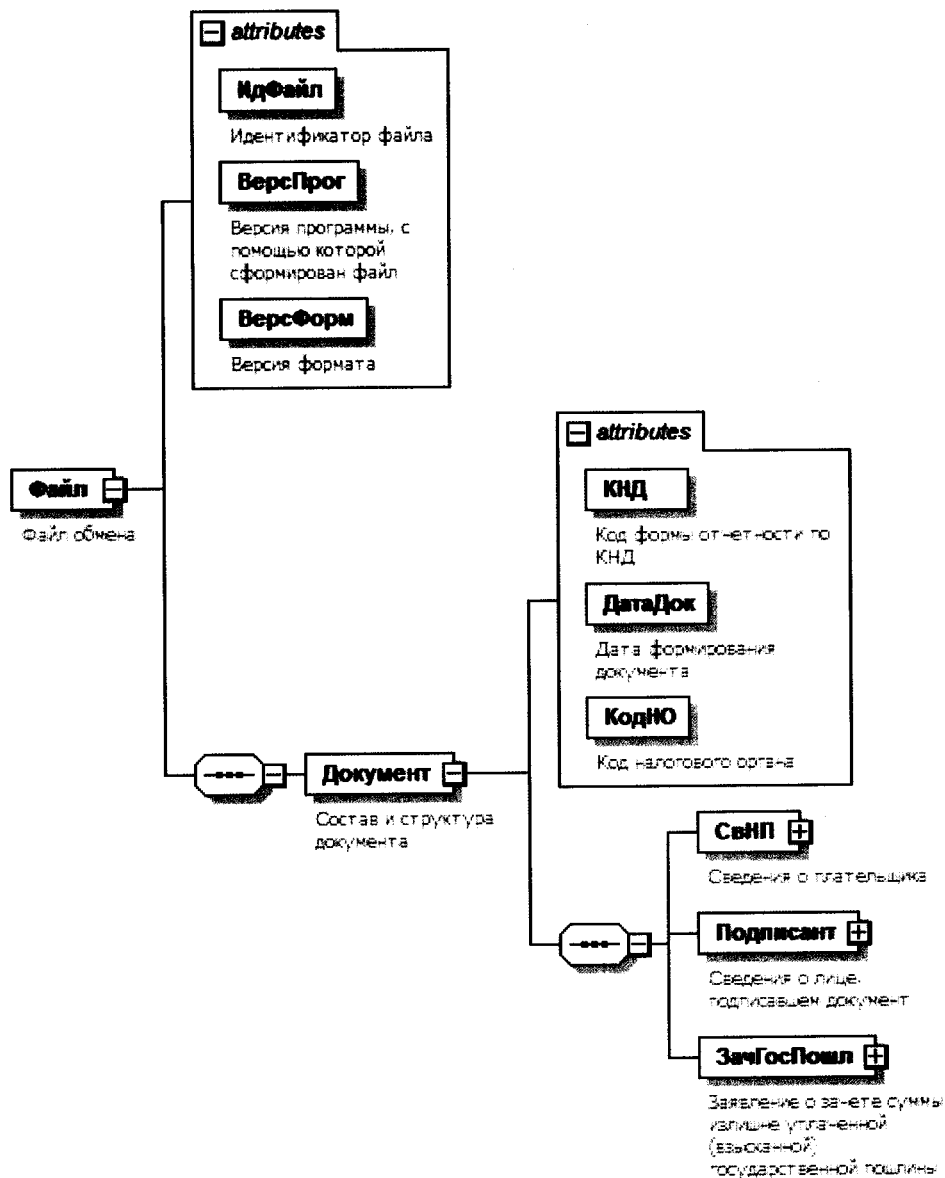 attributes
ИдФайл
Идентификатор файла
ВерсПрог
Версия программы, с
помощью которой
сформирован файл
ВерсФорм
Версия формата
Файл
Файл обмена
attributes
КНД
Код формы отчетности по
КНД
ДатаДок
Дата формирования
документа
КодНО
Код налогового органа
Документ
Состав и структура
документа
СвНП
Сведения о плательщика
Подписант
Сведения о лице,
подписавшем документ
ЗачГосПошл
Заявление о зачете суммы
излишне уплаченной
(взысканной)
государственной пошлины